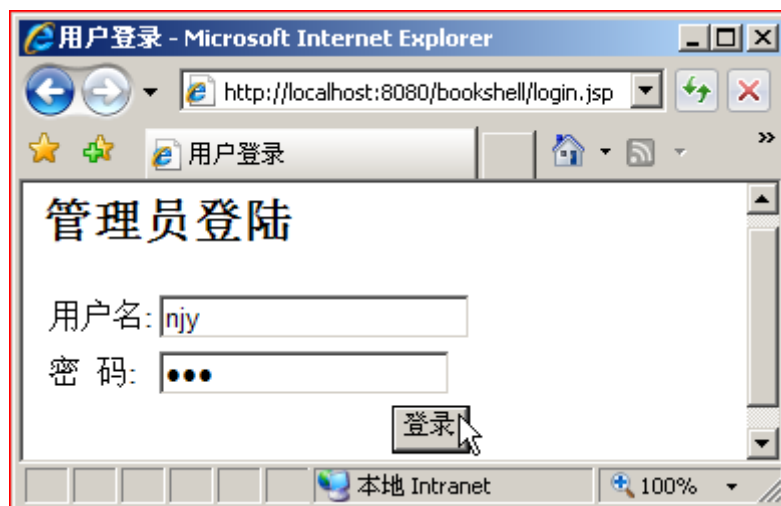 用户登录 - Microsoft Internet Explorer
http://localhost:8080/bookshell/login.jsp
用户登录
»
管理员登陆
用户名: njy
密 码: ●●●
登录
本地 Intranet
100%